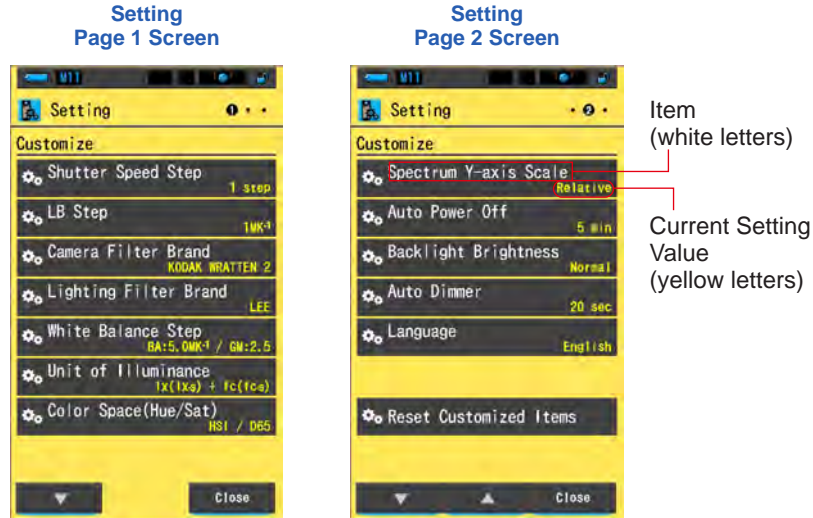 Setting
Page 1 Screen
M11
Setting
❶ · ·
Customize
Shutter Speed Step
1 step
LB Step
1MK-1
Camera Filter Brand
KODAK WRATTEN 2
Lighting Filter Brand
LEE
White Balance Step
BA:5.0MK-1 / GM:2.5
Unit of Illuminance
lx(lxs) + fc(fcs)
Color Space(Hue/Sat)
HSI / D65
▼
Close
Setting
Page 2 Screen
M11
Setting
· ❷ ·
Customize
Spectrum Y-axis Scale
Relative
Auto Power Off
5 min
Backlight Brightness
Normal
Auto Dimmer
20 sec
Language
English
Reset Customized Items
▼ ▲ Close
Item
(white letters)
Current Setting
Value
(yellow letters)